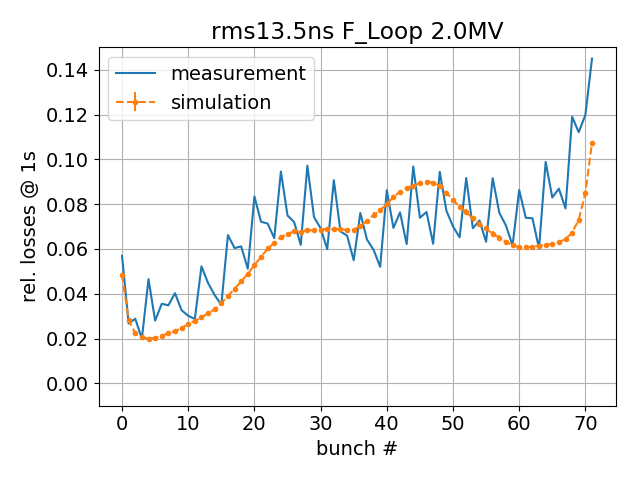 rms13.5ns F_Loop 2.0MV
measurement
simulation
rel. losses @ 1s
0.14
0.12
0.10
0.08
0.06
0.04
0.02
0.00
0 10 20 30 40 50 60 70
bunch #